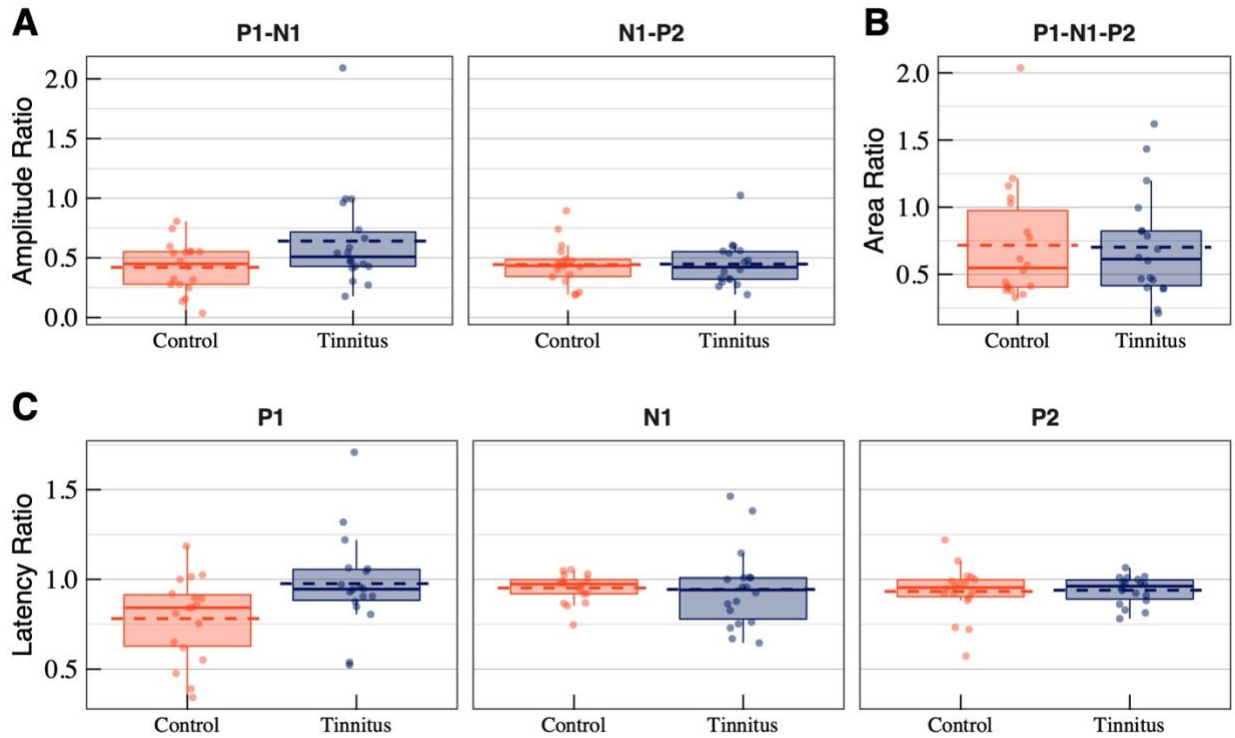 A
B
P1-N1
N1-P2
P1-N1-P2
Amplitude Ratio
2.0
1.5
1.0
0.5
0.0
Control
Tinnitus
Control
Tinnitus
Area Ratio
2.0
1.5
1.0
0.5
Control
Tinnitus
C
P1
N1
P2
Latency Ratio
1.5
1.0
0.5
Control
Tinnitus
Control
Tinnitus
Control
Tinnitus